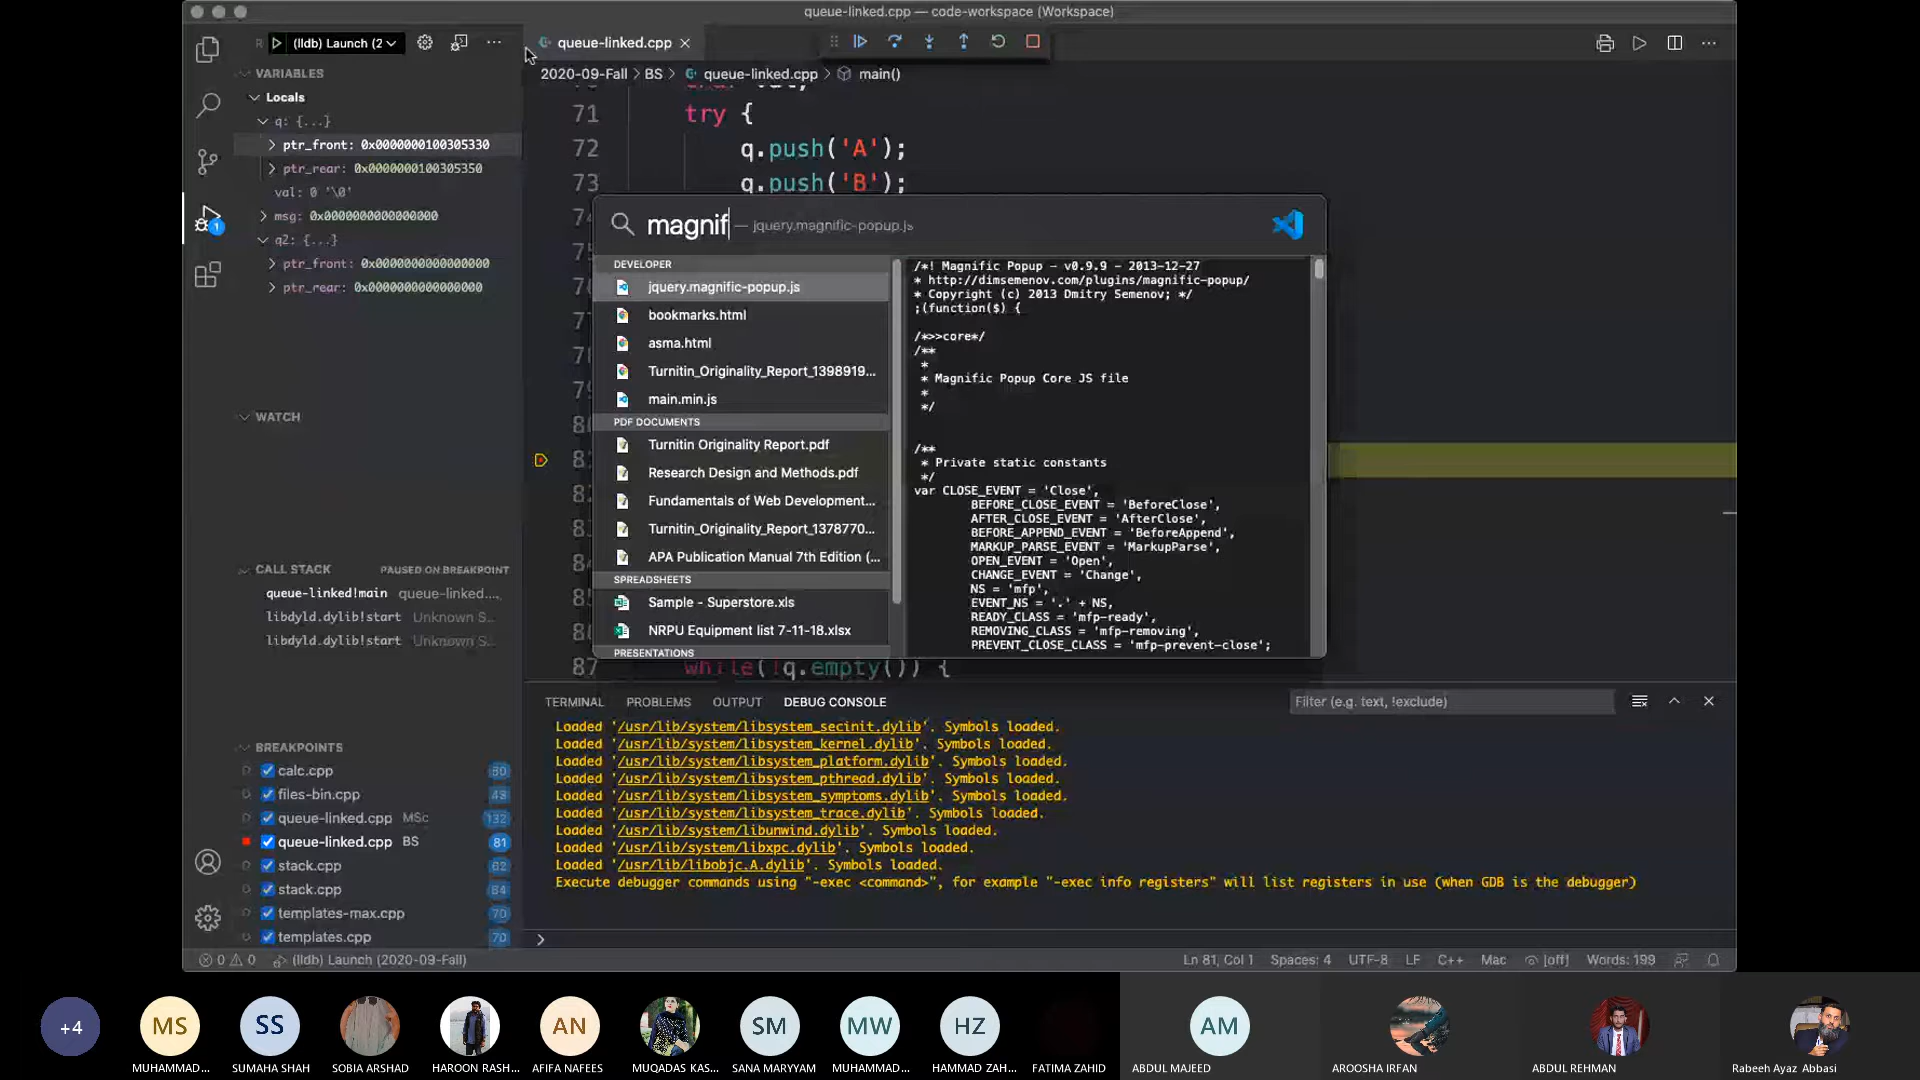 queue-linked.cpp — code-workspace (Workspace)
(lldb) Launch (2
queue-linked.cpp
2020-09-Fall > BS > queue-linked.cpp > main()
VARIABLES
Locals
q: {...}
ptr_front: 0x0000000100305330
ptr_rear: 0x0000000100305350
val: 0 '\0'
msg: 0x0000000000000000
q2: {...}
ptr_front: 0x0000000000000000
ptr_rear: 0x0000000000000000
WATCH
CALL STACK PAUSED ON BREAKPOINT
queue-linked!main queue-linked....
libdyld.dylib!start Unknown S...
libdyld.dylib!start Unknown S...
BREAKPOINTS
calc.cpp 80
files-bin.cpp 43
queue-linked.cpp MSc 132
queue-linked.cpp BS 81
stack.cpp 62
stack.cpp 84
templates-max.cpp 70
templates.cpp 70
71 try {
72 q.push('A');
73 q.push('B');
magnif — jquery.magnific-popup.js
DEVELOPER
jquery.magnific-popup.js
bookmarks.html
asma.html
Turnitin_Originality_Report_1398919...
main.min.js
PDF DOCUMENTS
Turnitin Originality Report.pdf
Research Design and Methods.pdf
Fundamentals of Web Development...
Turnitin_Originality_Report_1378770...
APA Publication Manual 7th Edition (...
SPREADSHEETS
Sample - Superstore.xls
NRPU Equipment list 7-11-18.xlsx
PRESENTATIONS
/*! Magnific Popup - v0.9.9 - 2013-12-27
* http://dimsemenov.com/plugins/magnific-popup/
* Copyright (c) 2013 Dmitry Semenov; */
;(function($) {
/*>>core*/
/**
*
* Magnific Popup Core JS file
*
*/
/**
* Private static constants
*/
var CLOSE_EVENT = 'Close',
BEFORE_CLOSE_EVENT = 'BeforeClose',
AFTER_CLOSE_EVENT = 'AfterClose',
BEFORE_APPEND_EVENT = 'BeforeAppend',
MARKUP_PARSE_EVENT = 'MarkupParse',
OPEN_EVENT = 'Open',
CHANGE_EVENT = 'Change',
NS = 'mfp',
EVENT_NS = '.' + NS,
READY_CLASS = 'mfp-ready',
REMOVING_CLASS = 'mfp-removing',
PREVENT_CLOSE_CLASS = 'mfp-prevent-close';
87 while(!q.empty()) {
TERMINAL PROBLEMS OUTPUT DEBUG CONSOLE Filter (e.g. text, !exclude)
Loaded '/usr/lib/system/libsystem_secinit.dylib'. Symbols loaded.
Loaded '/usr/lib/system/libsystem_kernel.dylib'. Symbols loaded.
Loaded '/usr/lib/system/libsystem_platform.dylib'. Symbols loaded.
Loaded '/usr/lib/system/libsystem_pthread.dylib'. Symbols loaded.
Loaded '/usr/lib/system/libsystem_symptoms.dylib'. Symbols loaded.
Loaded '/usr/lib/system/libsystem_trace.dylib'. Symbols loaded.
Loaded '/usr/lib/system/libunwind.dylib'. Symbols loaded.
Loaded '/usr/lib/system/libxpc.dylib'. Symbols loaded.
Loaded '/usr/lib/libobjc.A.dylib'. Symbols loaded.
Execute debugger commands using "-exec <command>", for example "-exec info registers" will list registers in use (when GDB is the debugger)
0 0 (lldb) Launch (2020-09-Fall) Ln 81, Col 1 Spaces: 4 UTF-8 LF C++ Mac [off] Words: 199
+4 MS SS AN SM MW HZ AM
MUHAMMAD... SUMAHA SHAH SOBIA ARSHAD HAROON RASH... AFIFA NAFEES MUQADAS KAS... SANA MARYYAM MUHAMMAD... HAMMAD ZAH... FATIMA ZAHID ABDUL MAJEED AROOSHA IRFAN ABDUL REHMAN Rabeeh Ayaz Abbasi